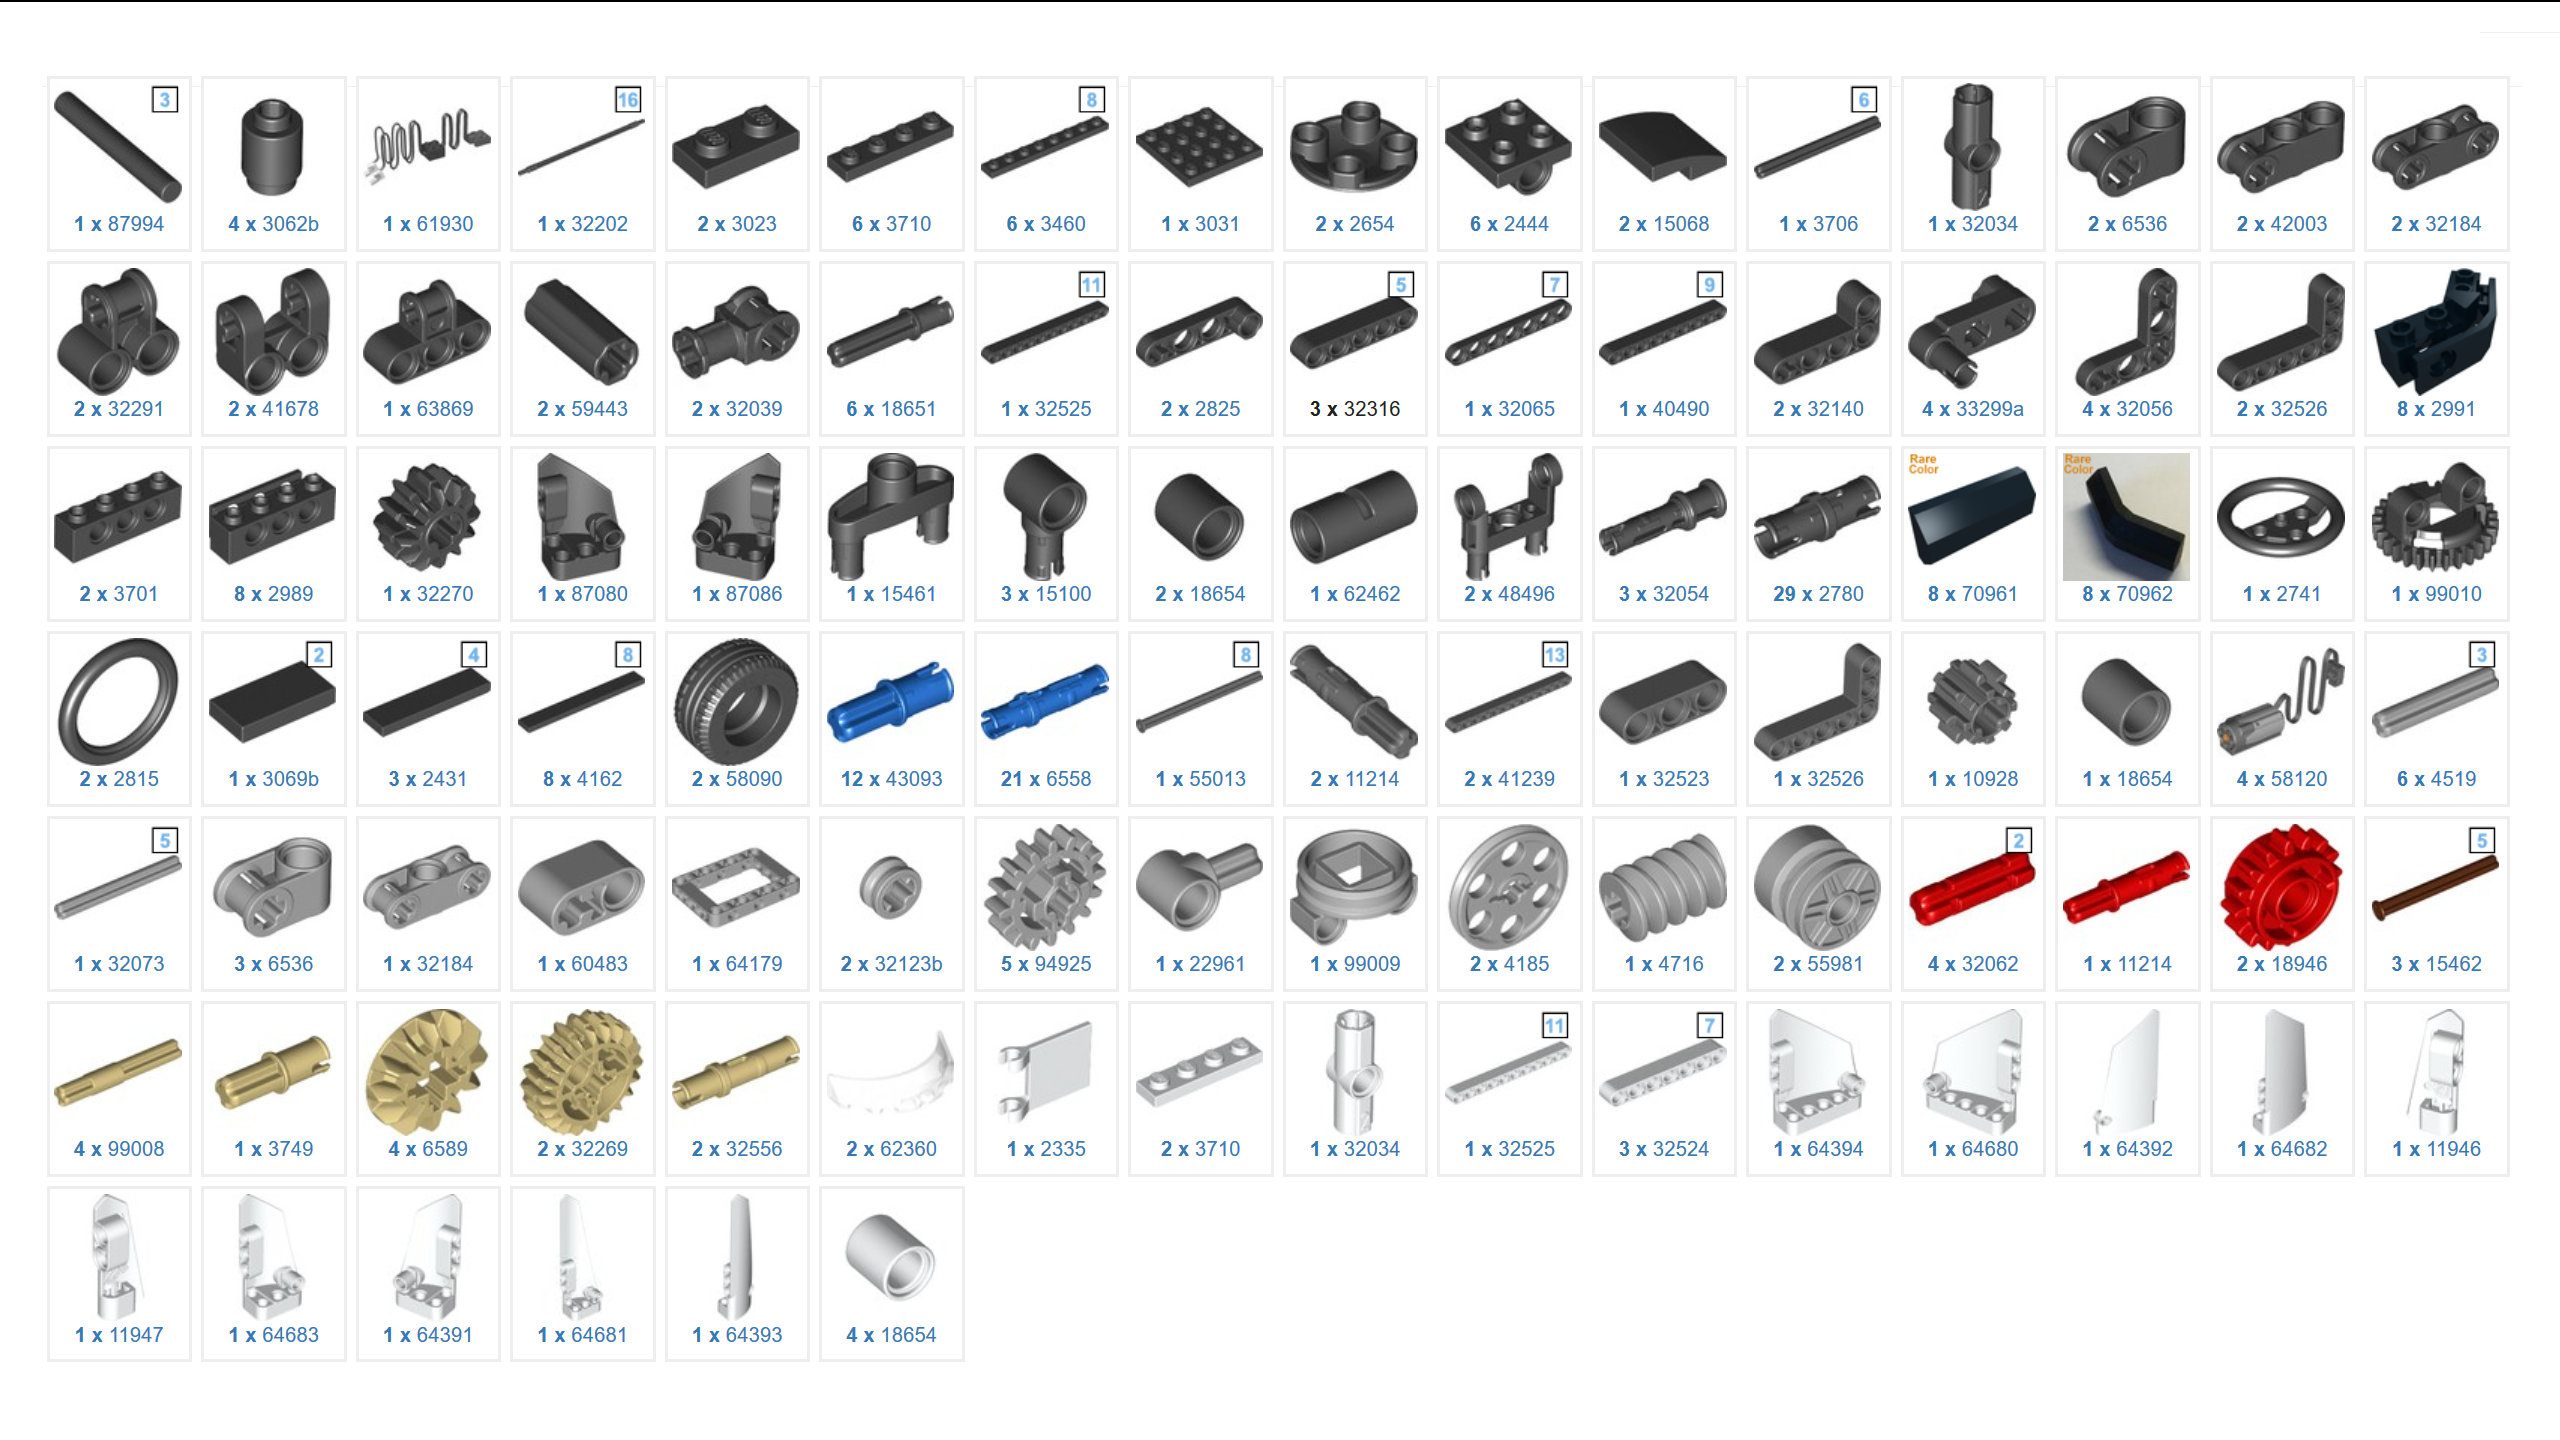 3 16 8 6
1 x 87994 4 x 3062b 1 x 61930 1 x 32202 2 x 3023 6 x 3710 6 x 3460 1 x 3031 2 x 2654 6 x 2444 2 x 15068 1 x 3706 1 x 32034 2 x 6536 2 x 42003 2 x 32184
11 5 7 9
2 x 32291 2 x 41678 1 x 63869 2 x 59443 2 x 32039 6 x 18651 1 x 32525 2 x 2825 3 x 32316 1 x 32065 1 x 40490 2 x 32140 4 x 33299a 4 x 32056 2 x 32526 8 x 2991
Rare Rare
Color Color
2 x 3701 8 x 2989 1 x 32270 1 x 87080 1 x 87086 1 x 15461 3 x 15100 2 x 18654 1 x 62462 2 x 48496 3 x 32054 29 x 2780 8 x 70961 8 x 70962 1 x 2741 1 x 99010
2 4 8 8 13 3
2 x 2815 1 x 3069b 3 x 2431 8 x 4162 2 x 58090 12 x 43093 21 x 6558 1 x 55013 2 x 11214 2 x 41239 1 x 32523 1 x 32526 1 x 10928 1 x 18654 4 x 58120 6 x 4519
5 2 5
1 x 32073 3 x 6536 1 x 32184 1 x 60483 1 x 64179 2 x 32123b 5 x 94925 1 x 22961 1 x 99009 2 x 4185 1 x 4716 2 x 55981 4 x 32062 1 x 11214 2 x 18946 3 x 15462
11 7
4 x 99008 1 x 3749 4 x 6589 2 x 32269 2 x 32556 2 x 62360 1 x 2335 2 x 3710 1 x 32034 1 x 32525 3 x 32524 1 x 64394 1 x 64680 1 x 64392 1 x 64682 1 x 11946
1 x 11947 1 x 64683 1 x 64391 1 x 64681 1 x 64393 4 x 18654